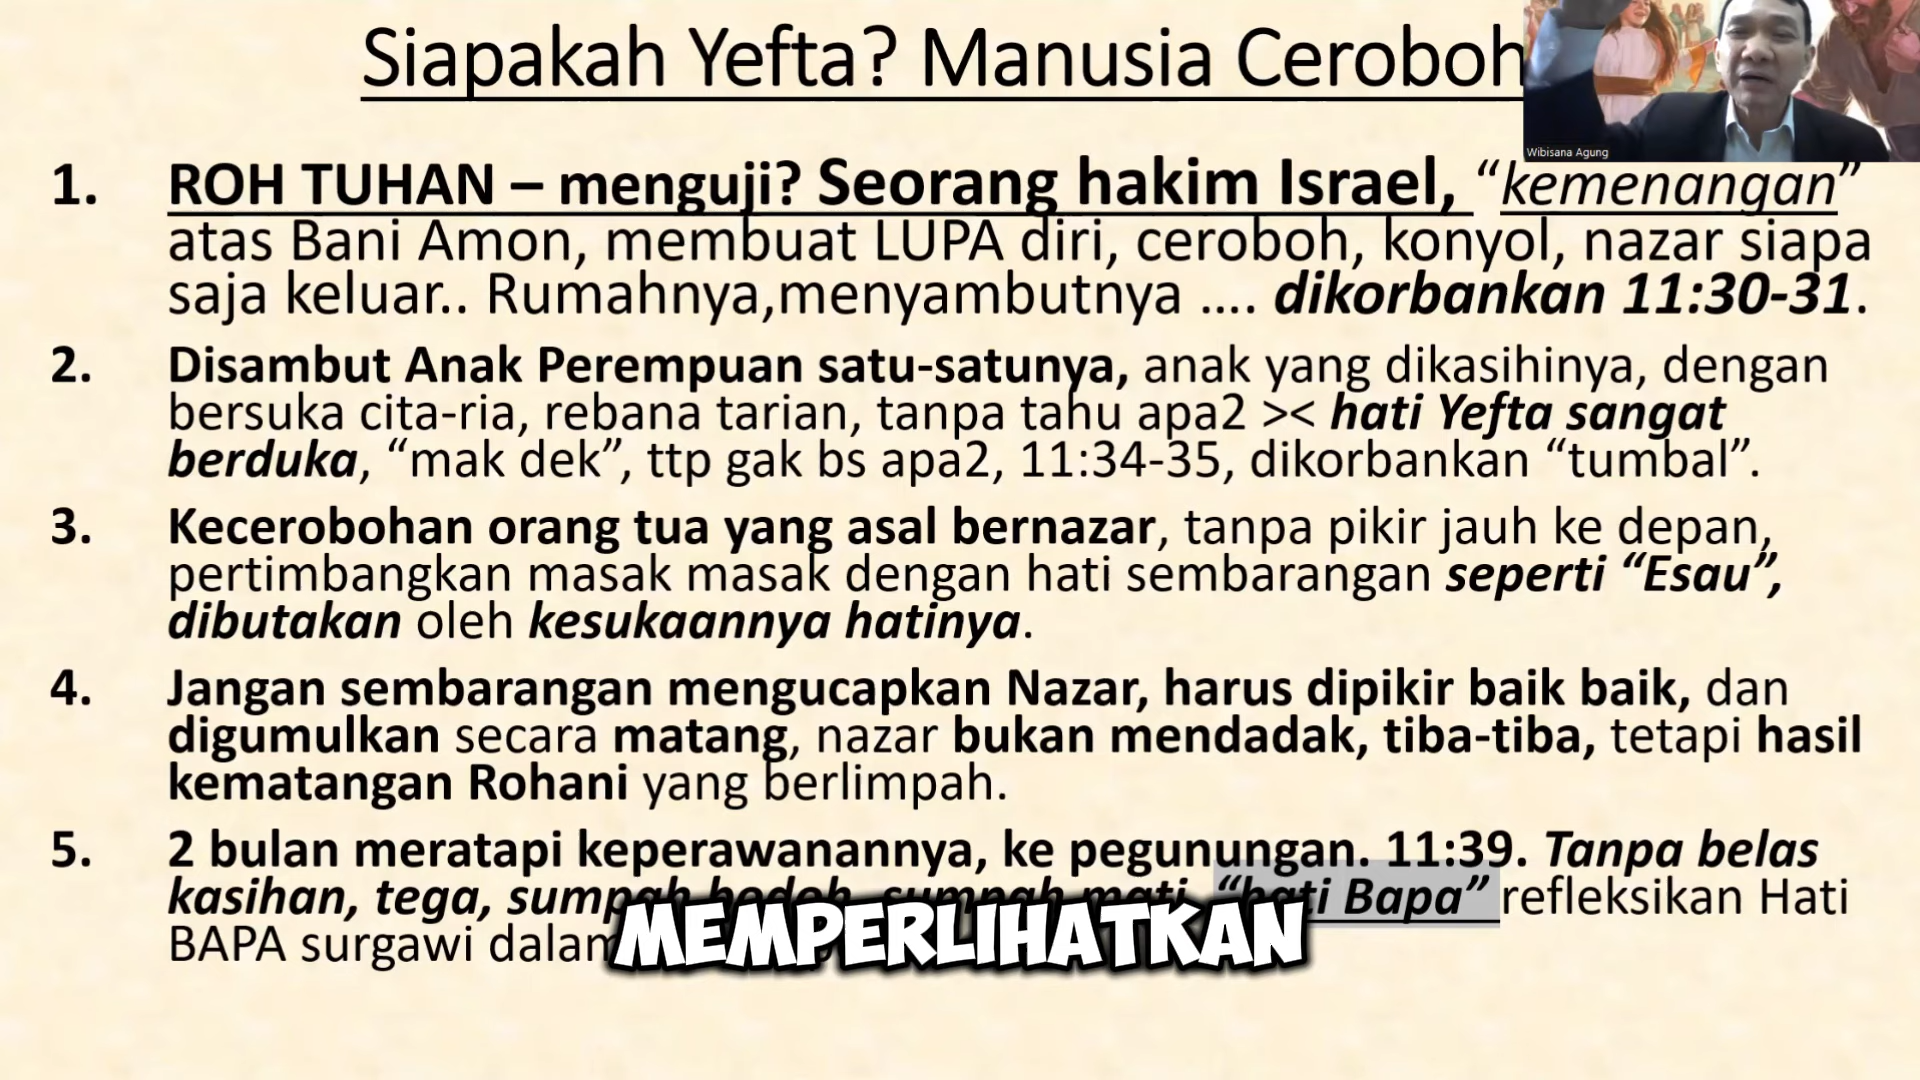 Siapakah Yefta? Manusia Ceroboh
Wibisana Agung
1. ROH TUHAN – menguji? Seorang hakim Israel, “kemenangan”
atas Bani Amon, membuat LUPA diri, ceroboh, konyol, nazar siapa
saja keluar.. Rumahnya,menyambutnya .... dikorbankan 11:30-31.
2. Disambut Anak Perempuan satu-satunya, anak yang dikasihinya, dengan
bersuka cita-ria, rebana tarian, tanpa tahu apa2 >< hati Yefta sangat
berduka, “mak dek”, ttp gak bs apa2, 11:34-35, dikorbankan “tumbal”.
3. Kecerobohan orang tua yang asal bernazar, tanpa pikir jauh ke depan,
pertimbangkan masak masak dengan hati sembarangan seperti “Esau”,
dibutakan oleh kesukaannya hatinya.
4. Jangan sembarangan mengucapkan Nazar, harus dipikir baik baik, dan
digumulkan secara matang, nazar bukan mendadak, tiba-tiba, tetapi hasil
kematangan Rohani yang berlimpah.
5. 2 bulan meratapi keperawanannya, ke pegunungan. 11:39. Tanpa belas
kasihan, tega, sumpah bodoh, sumpah mati, “hati Bapa” refleksikan Hati
BAPA surgawi dalam
MEMPERLIHATKAN